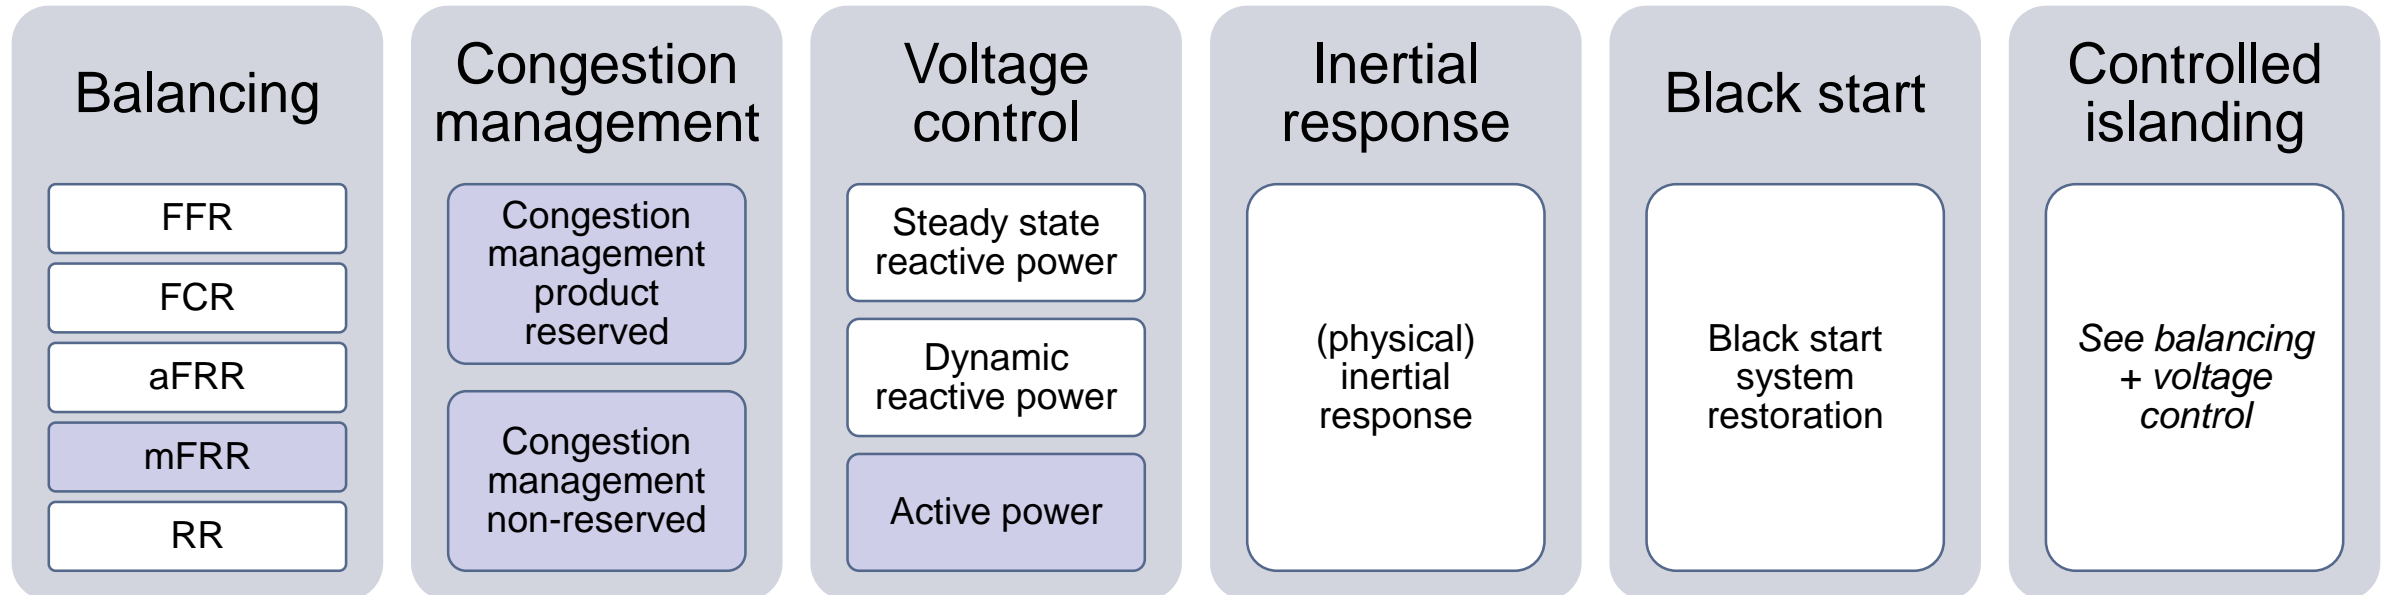 Balancing
FFR
FCR
aFRR
mFRR
RR
Congestion
management
Congestion
management
product
reserved
Congestion
management
non-reserved
Voltage
control
Steady state
reactive power
Dynamic
reactive power
Active power
Inertial
response
(physical)
inertial
response
Black start
Black start
system
restoration
Controlled
islanding
See balancing
+ voltage
control